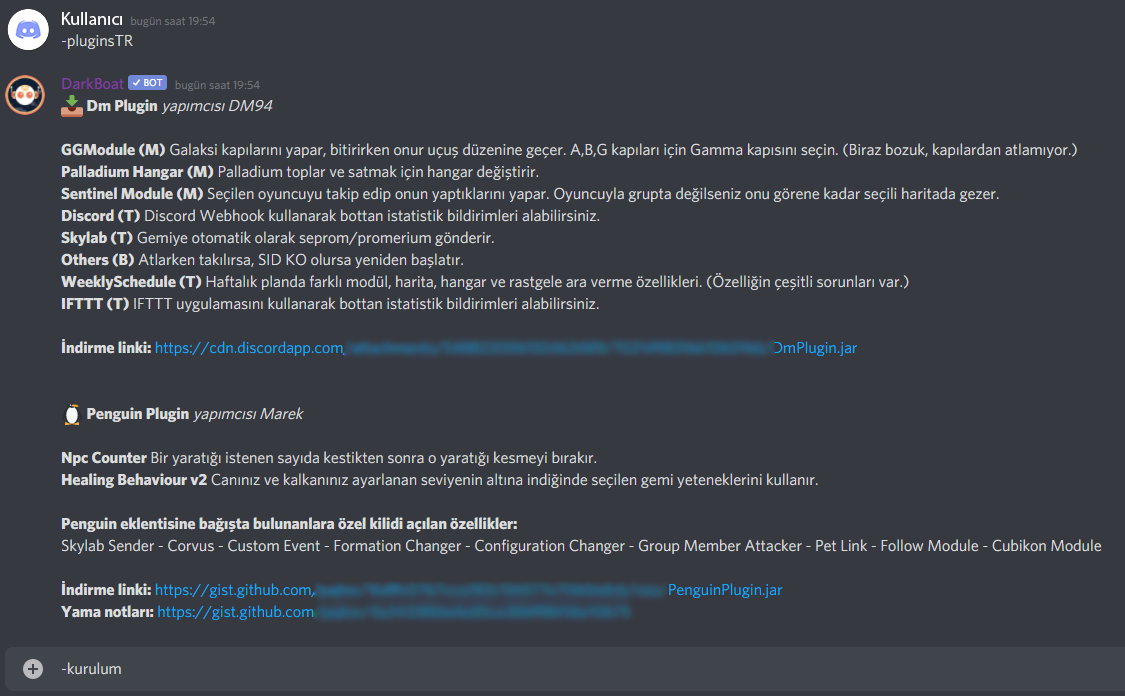 Kullanıcı bugün saat 19:54
-pluginsTR
DarkBoat BOT bugün saat 19:54
Dm Plugin yapımcısı DM94
GGModule (M) Galaksi kapılarını yapar, bitirirken onur uçuş düzenine geçer. A,B,G kapıları için Gamma kapısını seçin. (Biraz bozuk, kapılardan atlamıyor.)
Palladium Hangar (M) Palladium toplar ve satmak için hangar değiştirir.
Sentinel Module (M) Seçilen oyuncuyu takip edip onun yaptıklarını yapar. Oyuncuyla grupta değilseniz onu görene kadar seçili haritada gezer.
Discord (T) Discord Webhook kullanarak bottan istatistik bildirimleri alabilirsiniz.
Skylab (T) Gemiye otomatik olarak seprom/promerium gönderir.
Others (B) Atlarken takılırsa, SID KO olursa yeniden başlatır.
WeeklySchedule (T) Haftalık planda farklı modül, harita, hangar ve rastgele ara verme özellikleri. (Özelliğin çeşitli sorunları var.)
IFTTT (T) IFTTT uygulamasını kullanarak bottan istatistik bildirimleri alabilirsiniz.
İndirme linki: https://cdn.discordapp.com/ DmPlugin.jar
Penguin Plugin yapımcısı Marek
Npc Counter Bir yaratığı istenen sayıda kestikten sonra o yaratığı kesmeyi bırakır.
Healing Behaviour v2 Canınız ve kalkanınız ayarlanan seviyenin altına indiğinde seçilen gemi yeteneklerini kullanır.
Penguin eklentisine bağışta bulunanlara özel kilidi açılan özellikler:
Skylab Sender - Corvus - Custom Event - Formation Changer - Configuration Changer - Group Member Attacker - Pet Link - Follow Module - Cubikon Module
İndirme linki: https://gist.github.com/ PenguinPlugin.jar
Yama notları: https://gist.github.com
-kurulum